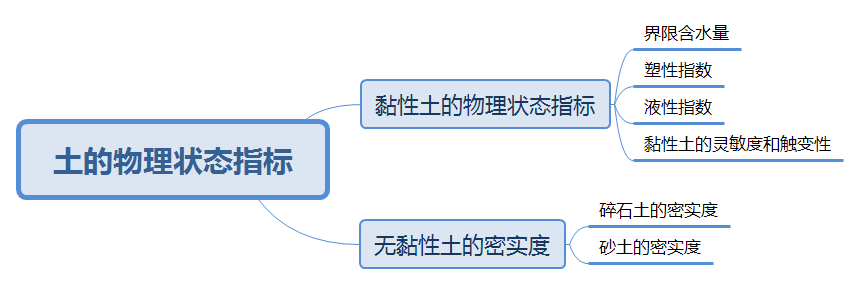 土的物理状态指标
黏性土的物理状态指标
界限含水量
塑性指数
液性指数
黏性土的灵敏度和触变性
无黏性土的密实度
碎石土的密实度
砂土的密实度